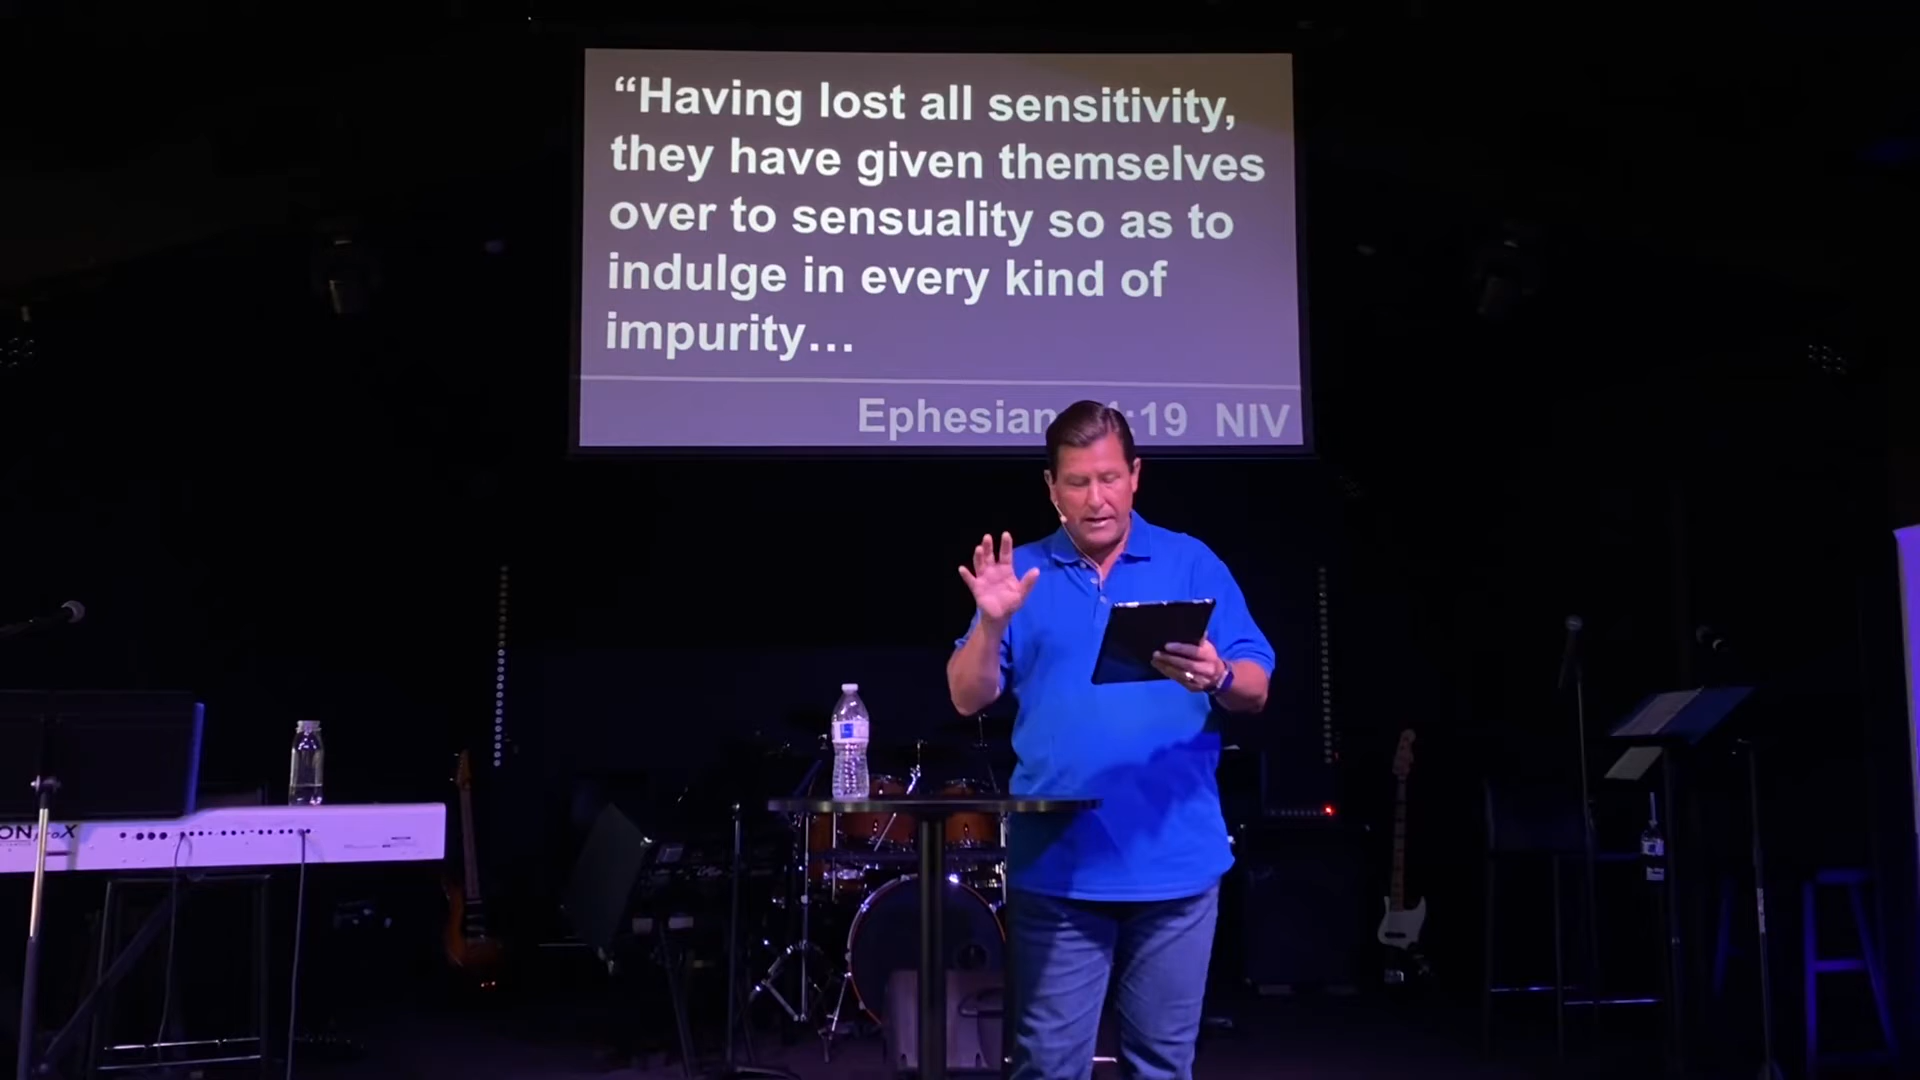 “Having lost all sensitivity,
they have given themselves
over to sensuality so as to
indulge in every kind of
impurity…
Ephesian :19 NIV